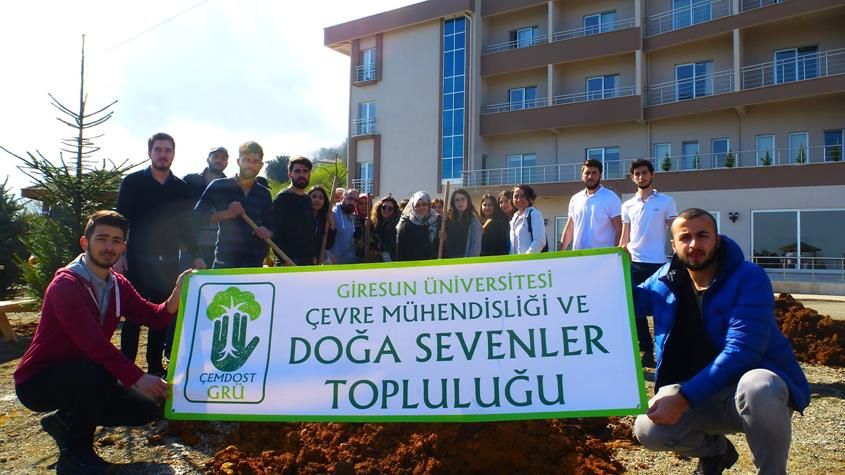 GİRESUN ÜNİVERSİTESİ
ÇEVRE MÜHENDİSLİĞİ VE
DOĞA SEVENLER
TOPLULUĞU
ÇEMDOST
GRÜ